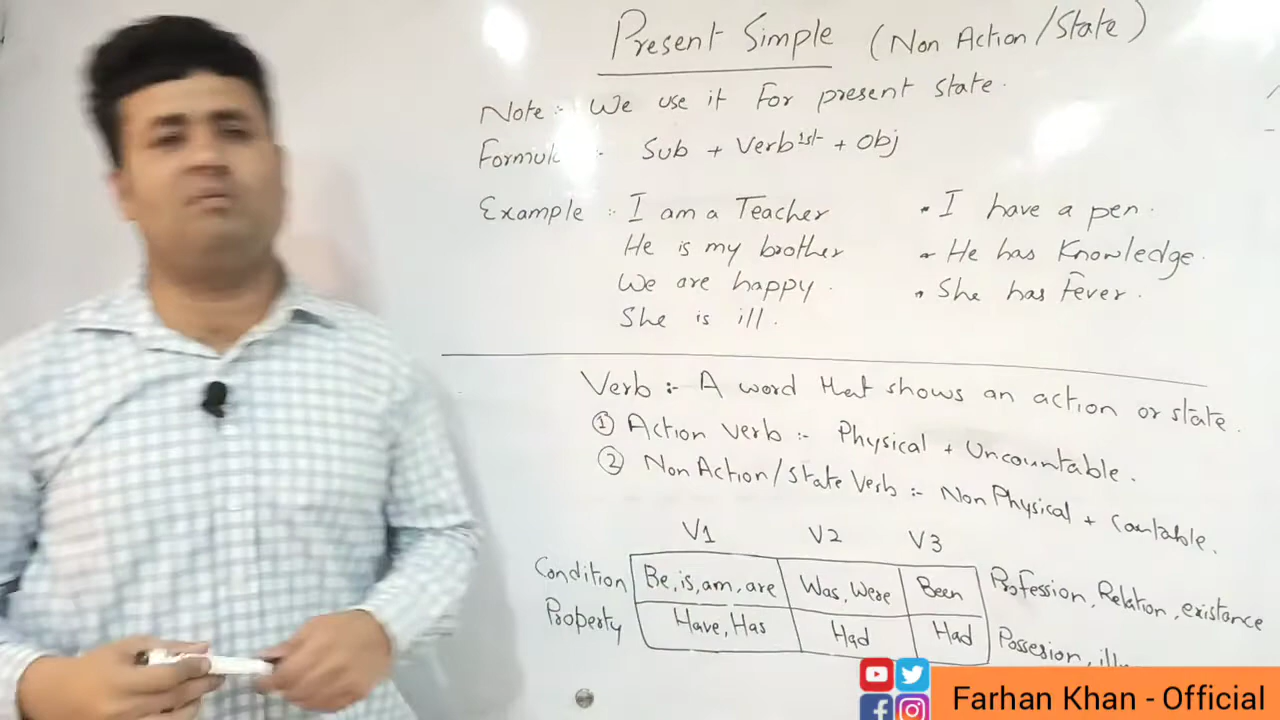 Present Simple (Non Action/State)
Note :- We use it for present state.
Formul :- Sub + Verb 1st + Obj
Example :- I am a Teacher
He is my brother
We are happy.
She is ill.
• I have a pen.
• He has Knowledge.
• She has Fever.
Verb :- A word that shows an action or state.
① Action Verb :- Physical + Uncountable.
② Non Action/State Verb :- Non Physical + Countable.
V1 V2 V3
Condition Be, is, am, are Was, Were Been Profession, Relation, existance
Property Have, Has Had Had Possesion,
Farhan Khan - Official